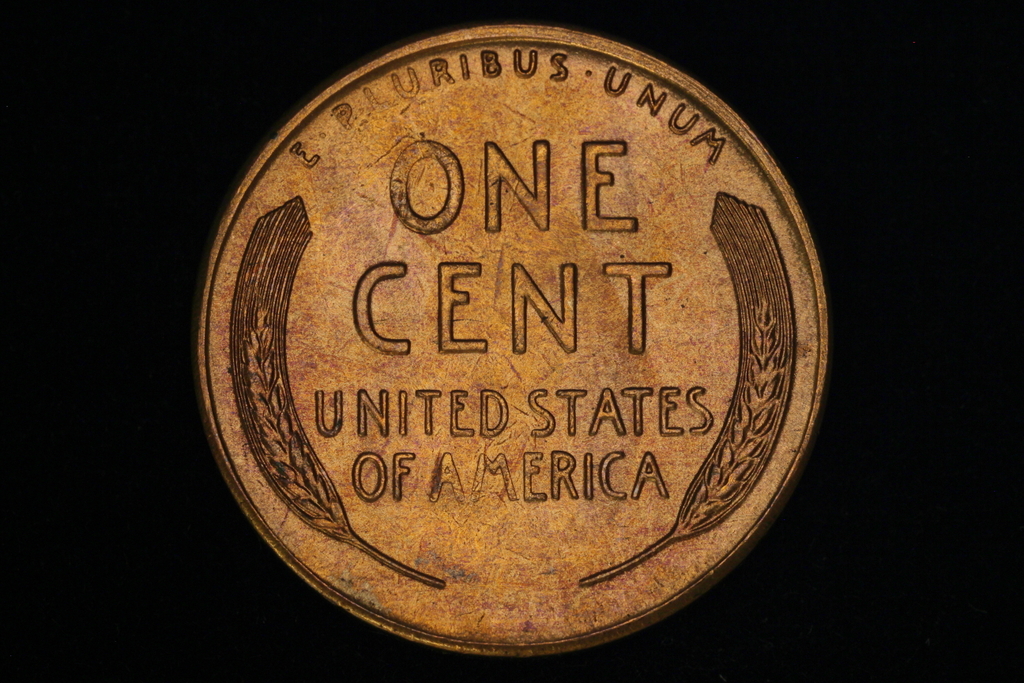 E · PLURIBUS · UNUM
ONE
CENT
UNITED STATES
OF AMERICA